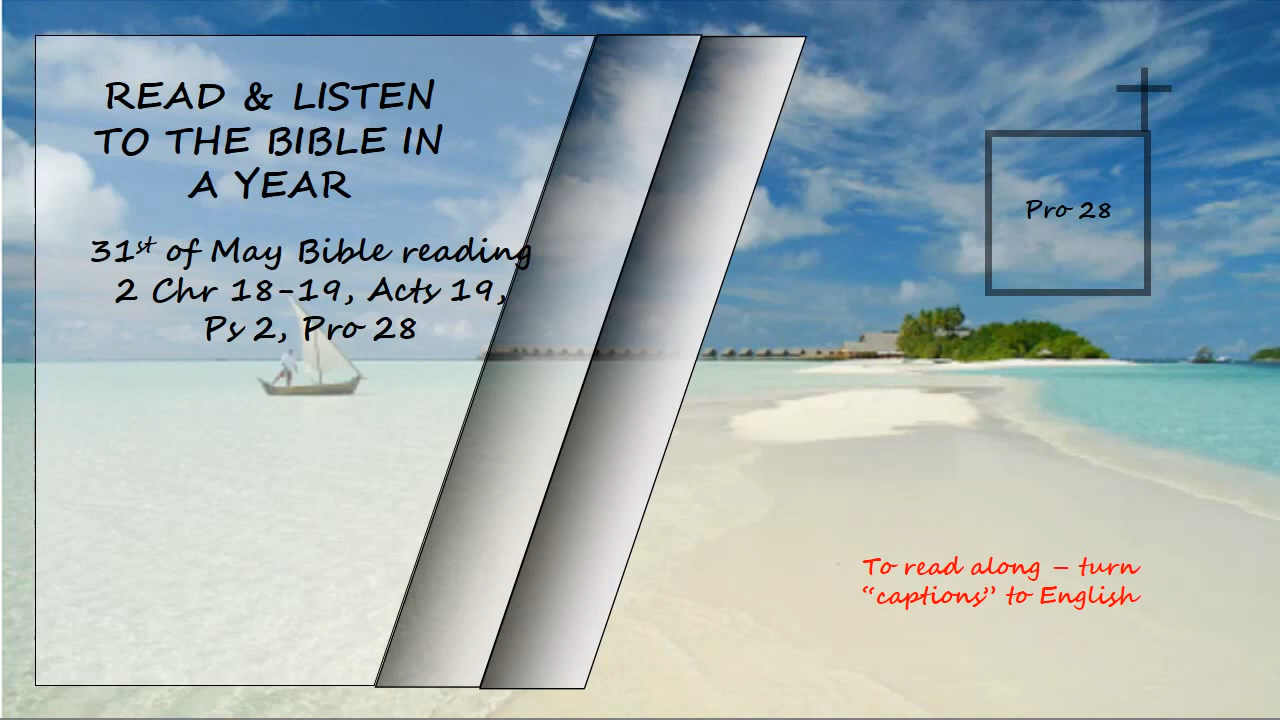 READ & LISTEN
TO THE BIBLE IN
A YEAR
31st of May Bible reading
2 Chr 18-19, Acts 19,
Ps 2, Pro 28
Pro 28
To read along – turn
“captions” to English